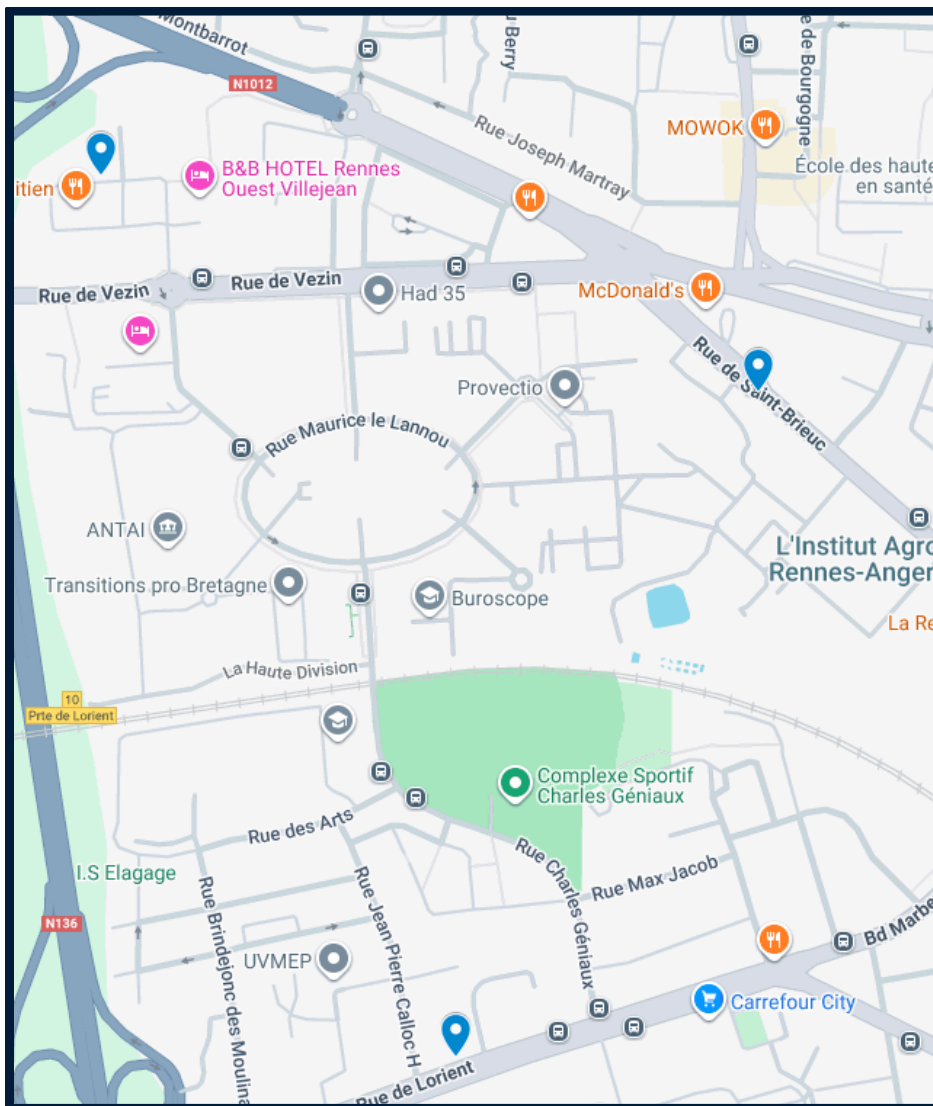 Montbarrot
u Berry
e de Bourgogne
N1012
MOWOK
Rue Joseph Martray
École des haute
en santé
B&B HOTEL Rennes
Ouest Villejean
itien
Rue de Vezin
Rue de Vezin
Had 35
McDonald's
Rue de Saint-Brieuc
Provectio
Rue Maurice le Lannou
ANTAI
L'Institut Agro
Rennes-Anger
Transitions pro Bretagne
Buroscope
La Re
La Haute Division
10
Prte de Lorient
Complexe Sportif
Charles Géniaux
Rue des Arts
I.S Elagage
Rue Charles Géniaux
Rue Max Jacob
Rue Brindejonc des Moulina
Rue Jean Pierre Calloc H
N136
Bd Marbe
UVMEP
Carrefour City
Rue de Lorient